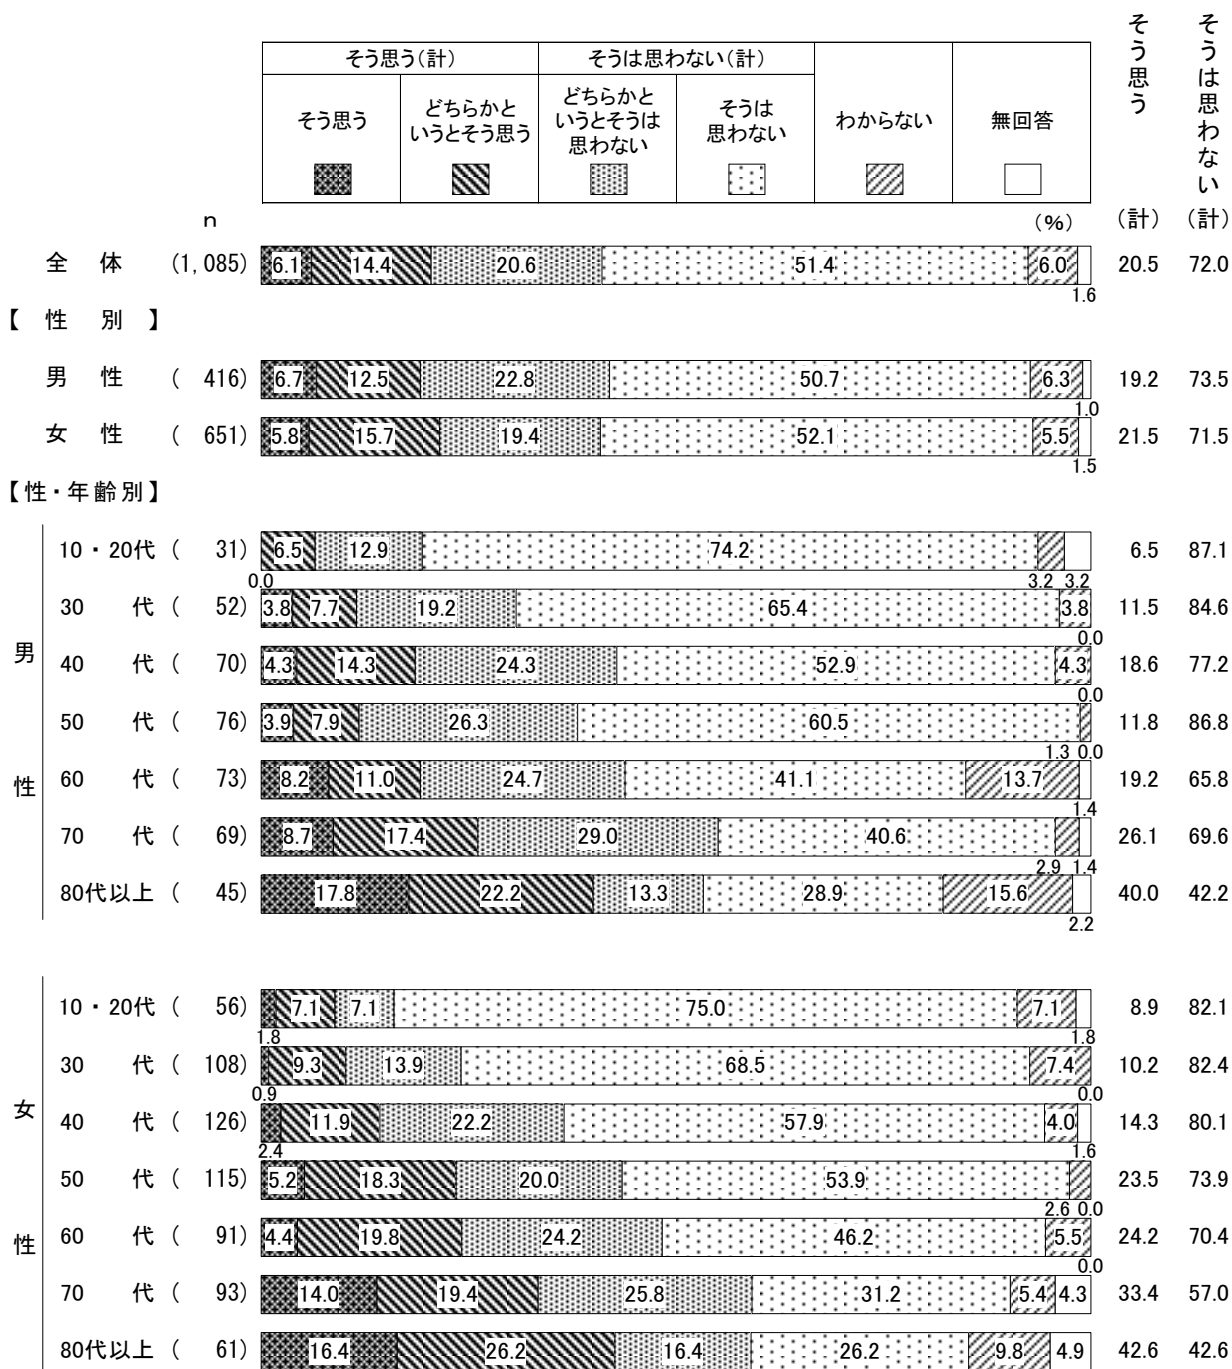 そう思う(計) そうは思わない(計) わからない 無回答 そう思う そうは思わない
そう思う どちらかというとそう思う どちらかというとそうは思わない そうは思わない
n (%) (計) (計)
全体 (1,085) 6.1 14.4 20.6 51.4 6.0 20.5 72.0
1.6
【 性 別 】
男 性 ( 416) 6.7 12.5 22.8 50.7 6.3 19.2 73.5
1.0
女 性 ( 651) 5.8 15.7 19.4 52.1 5.5 21.5 71.5
1.5
【性・年齢別】
男性
10・20代 ( 31) 6.5 12.9 74.2 6.5 87.1
0.0 3.2 3.2
30 代 ( 52) 3.8 7.7 19.2 65.4 3.8 11.5 84.6
0.0
40 代 ( 70) 4.3 14.3 24.3 52.9 4.3 18.6 77.2
0.0
50 代 ( 76) 3.9 7.9 26.3 60.5 11.8 86.8
1.3 0.0
60 代 ( 73) 8.2 11.0 24.7 41.1 13.7 19.2 65.8
1.4
70 代 ( 69) 8.7 17.4 29.0 40.6 26.1 69.6
2.9 1.4
80代以上 ( 45) 17.8 22.2 13.3 28.9 15.6 40.0 42.2
2.2
女性
10・20代 ( 56) 7.1 7.1 75.0 7.1 8.9 82.1
1.8 1.8
30 代 ( 108) 9.3 13.9 68.5 7.4 10.2 82.4
0.9 0.0
40 代 ( 126) 11.9 22.2 57.9 4.0 14.3 80.1
2.4 1.6
50 代 ( 115) 5.2 18.3 20.0 53.9 23.5 73.9
2.6 0.0
60 代 ( 91) 4.4 19.8 24.2 46.2 5.5 24.2 70.4
0.0
70 代 ( 93) 14.0 19.4 25.8 31.2 5.4 4.3 33.4 57.0
80代以上 ( 61) 16.4 26.2 16.4 26.2 9.8 4.9 42.6 42.6